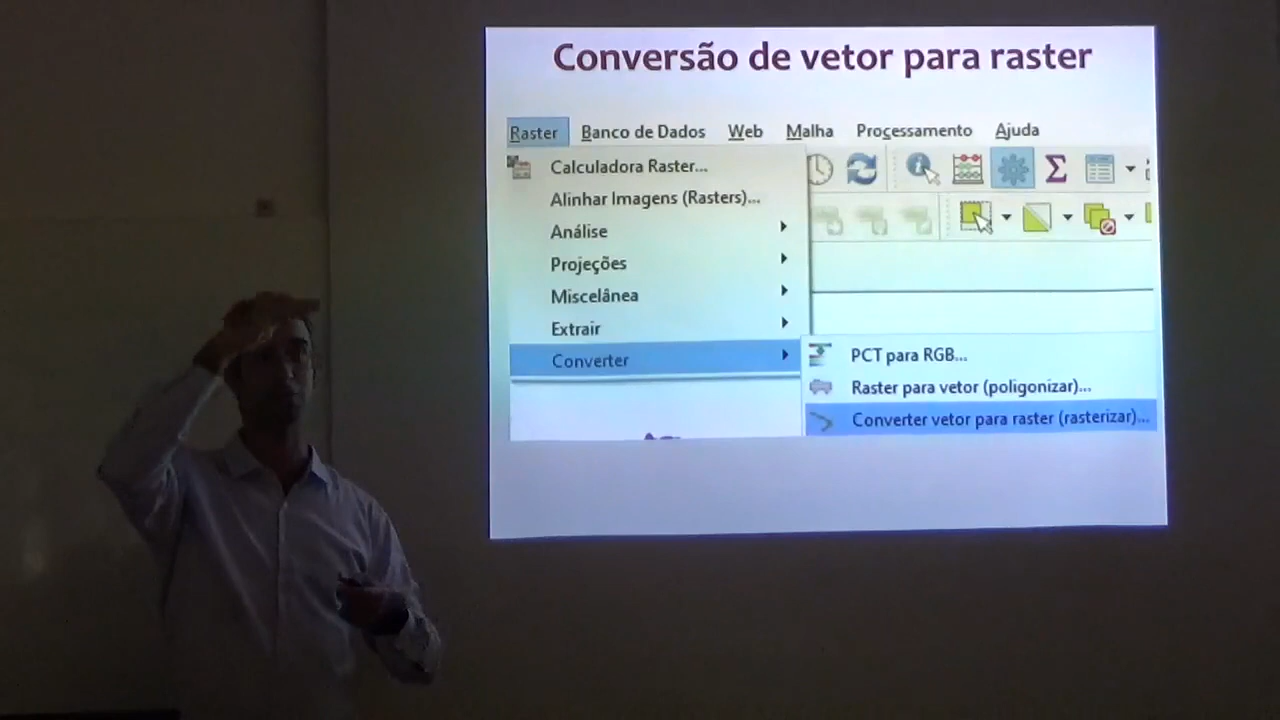 Conversão de vetor para raster
Raster Banco de Dados Web Malha Processamento Ajuda
Calculadora Raster...
Alinhar Imagens (Rasters)...
Análise
Projeções
Miscelânea
Extrair
Converter
PCT para RGB...
Raster para vetor (poligonizar)...
Converter vetor para raster (rasterizar)...